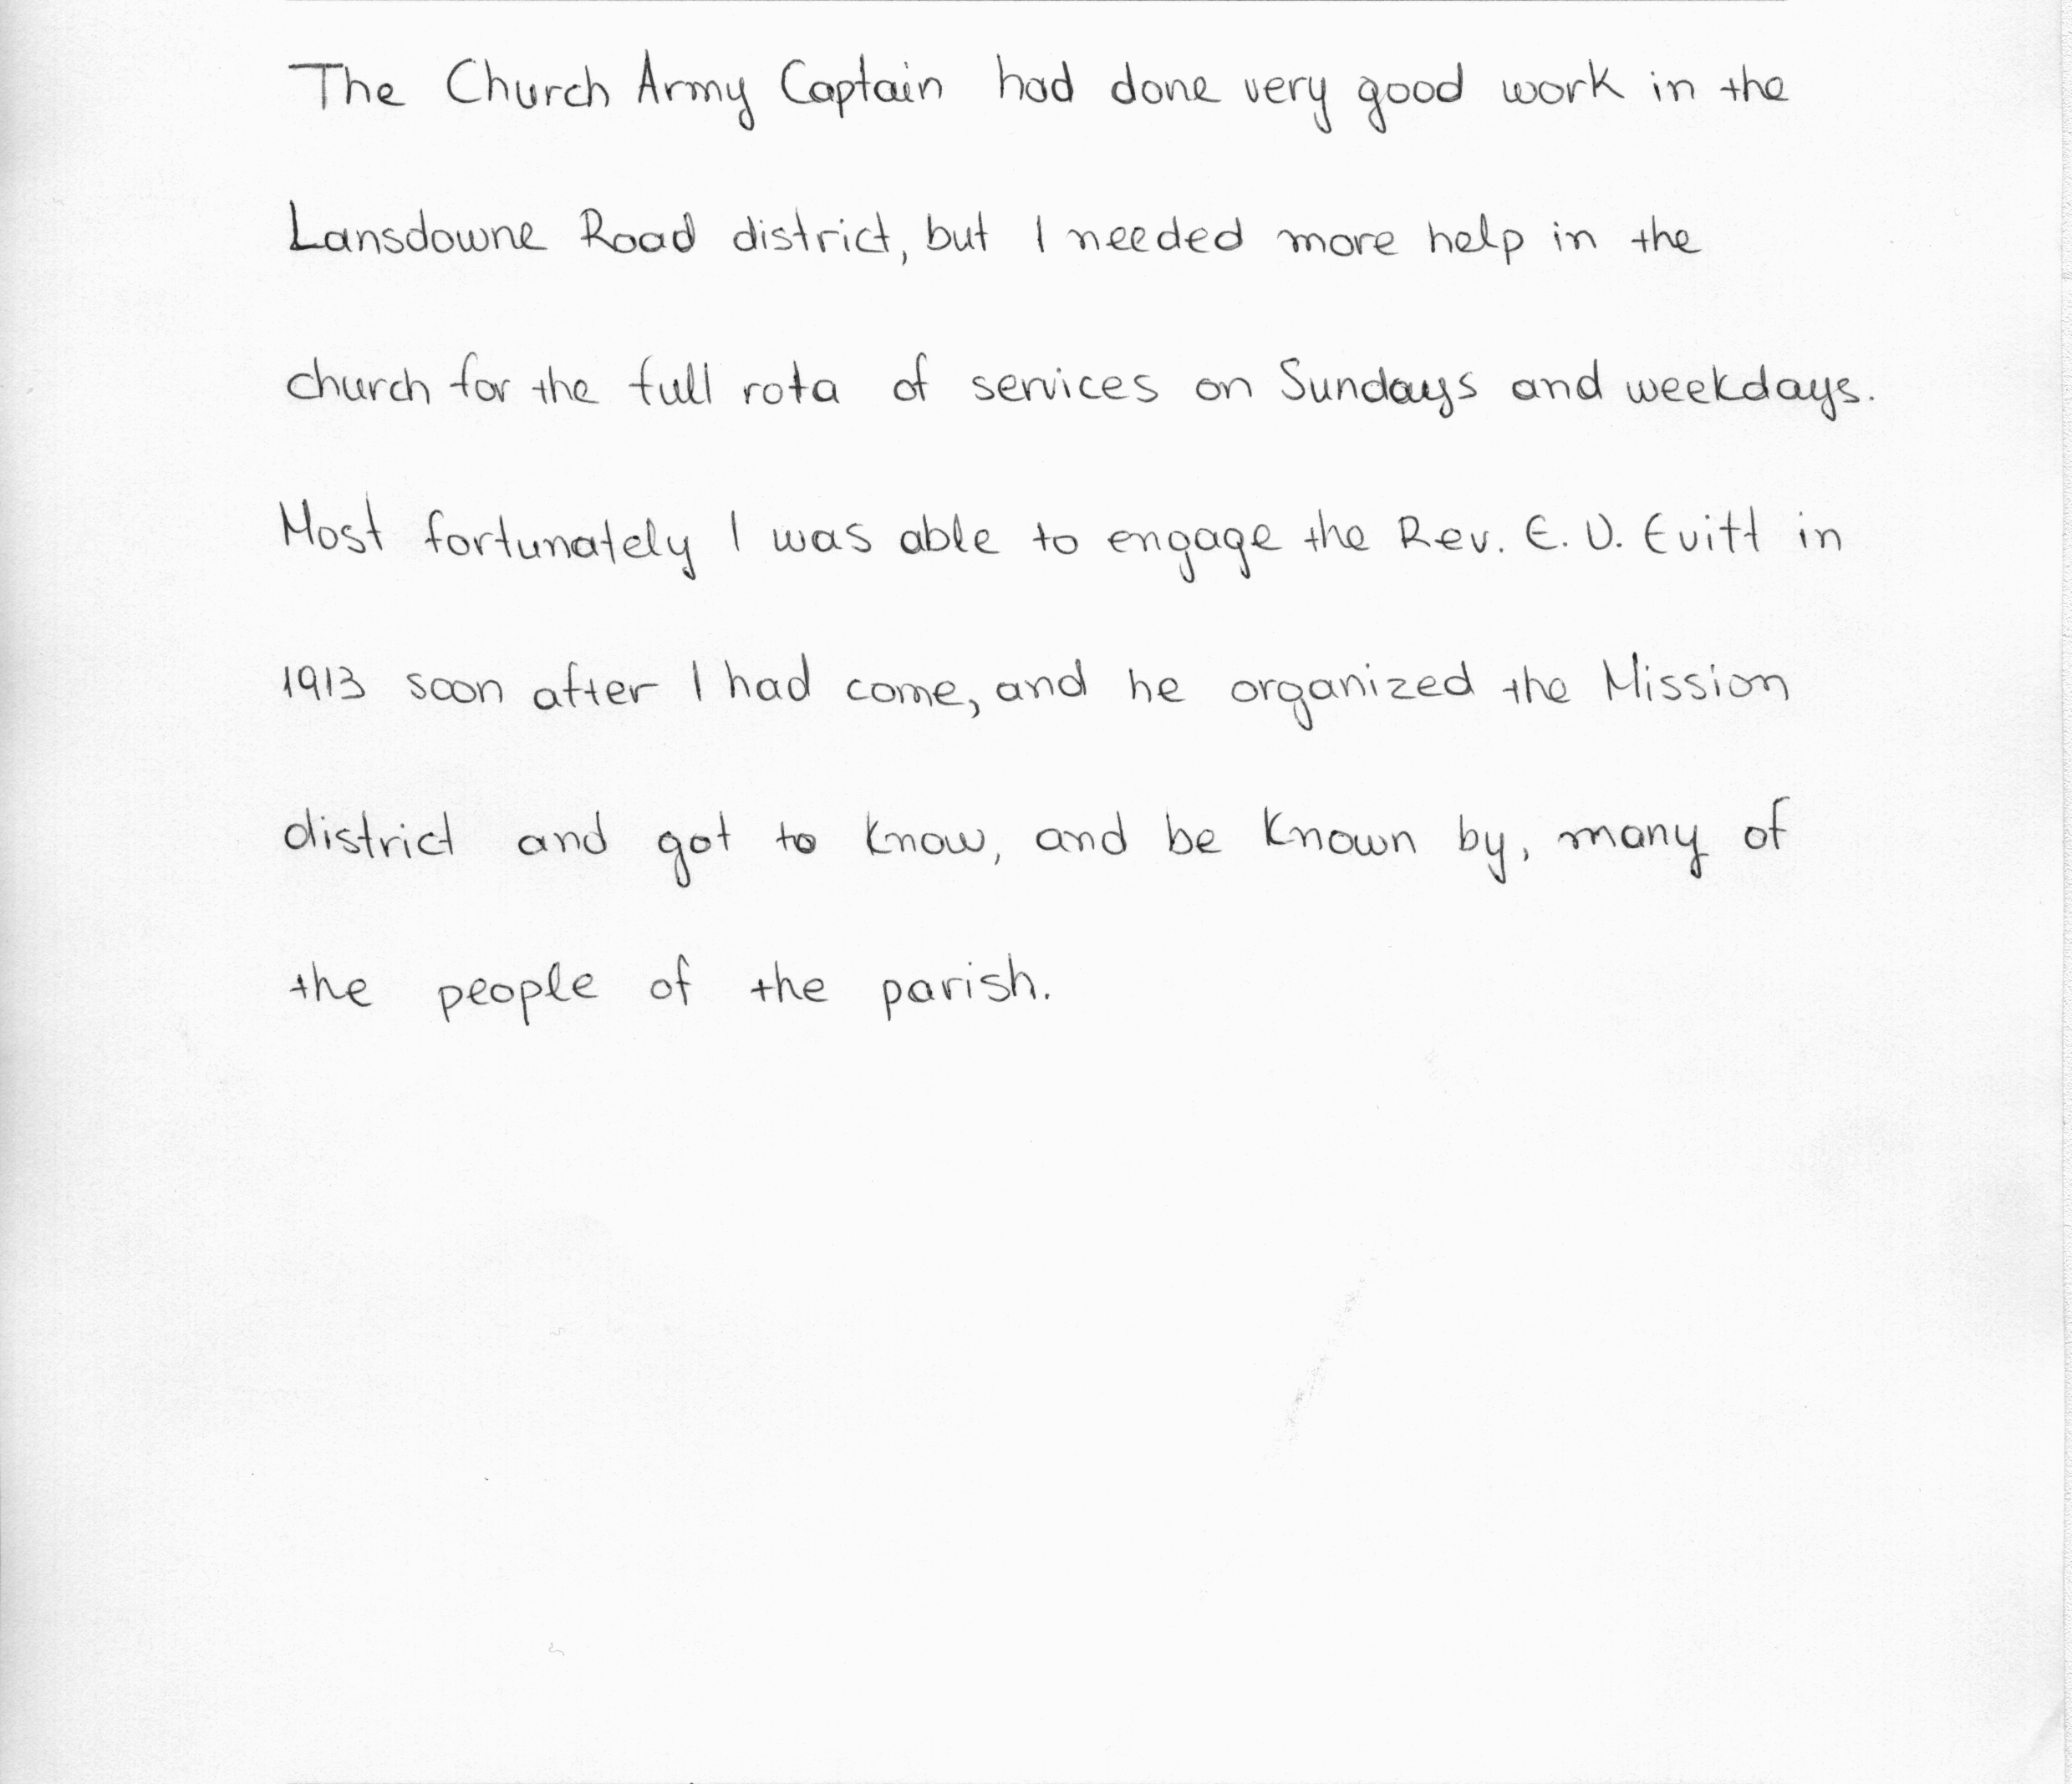 The Church Army Captain had done very good work in the
Lansdowne Road district, but I needed more help in the
church for the full rota of services on Sundays and weekdays.
Most fortunately I was able to engage the Rev. E. V. Evitt in
1913 soon after I had come, and he organized the Mission
district and got to know, and be known by, many of
the people of the parish.